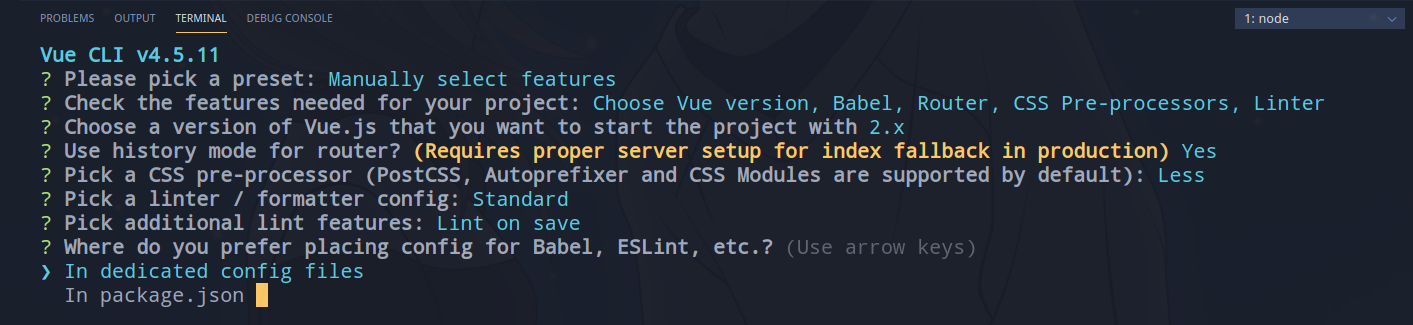 PROBLEMS OUTPUT TERMINAL DEBUG CONSOLE 1: node
Vue CLI v4.5.11
? Please pick a preset: Manually select features
? Check the features needed for your project: Choose Vue version, Babel, Router, CSS Pre-processors, Linter
? Choose a version of Vue.js that you want to start the project with 2.x
? Use history mode for router? (Requires proper server setup for index fallback in production) Yes
? Pick a CSS pre-processor (PostCSS, Autoprefixer and CSS Modules are supported by default): Less
? Pick a linter / formatter config: Standard
? Pick additional lint features: Lint on save
? Where do you prefer placing config for Babel, ESLint, etc.? (Use arrow keys)
❯ In dedicated config files
In package.json